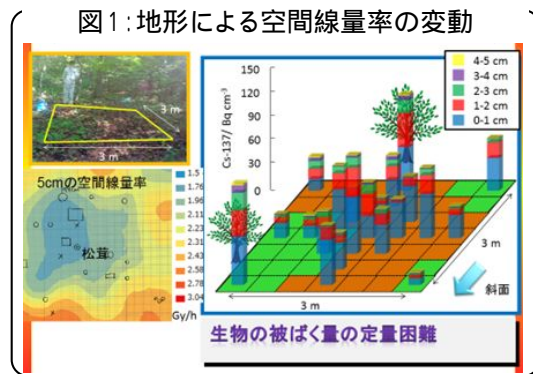 図1:地形による空間線量率の変動
3 m
3 m
5cmの空間線量率
松茸
1.5
1.76
1.96
2.11
2.23
2.31
2.43
2.58
2.78
3.04
Gy/h
Cs-137/ Bq cm⁻³
150
120
90
60
30
0
4-5 cm
3-4 cm
2-3 cm
1-2 cm
0-1 cm
3 m
3 m
斜面
生物の被ばく量の定量困難